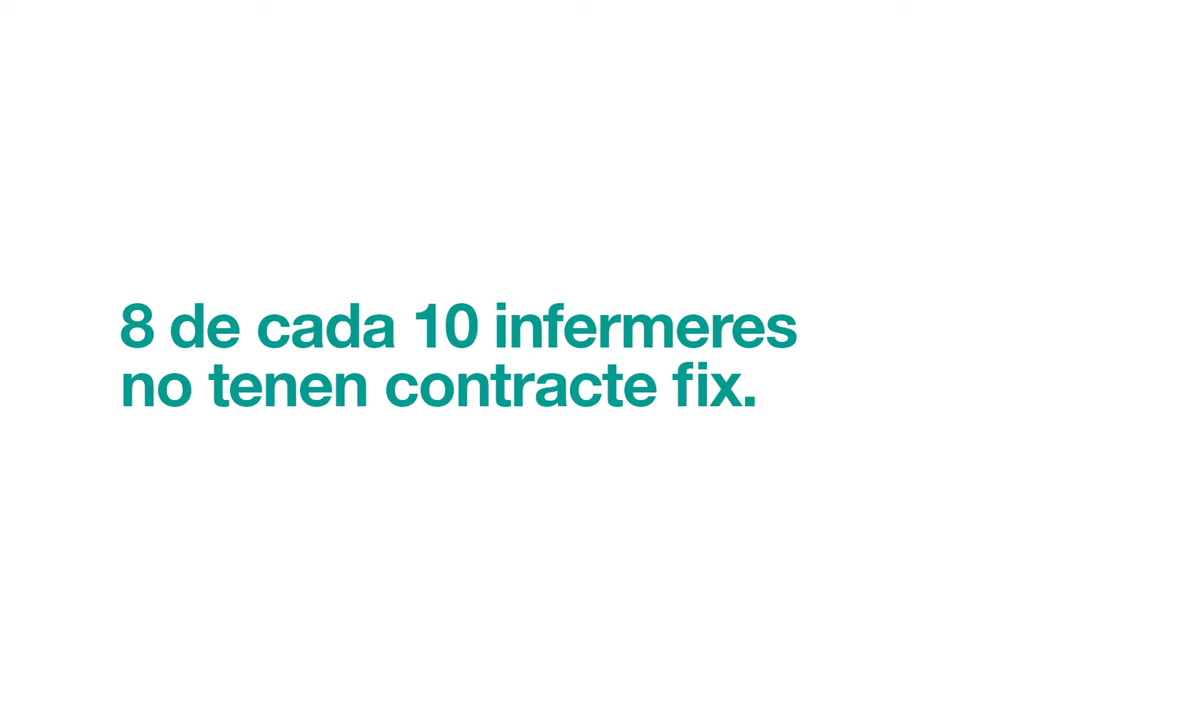 8 de cada 10 infermeres
no tenen contracte fix.